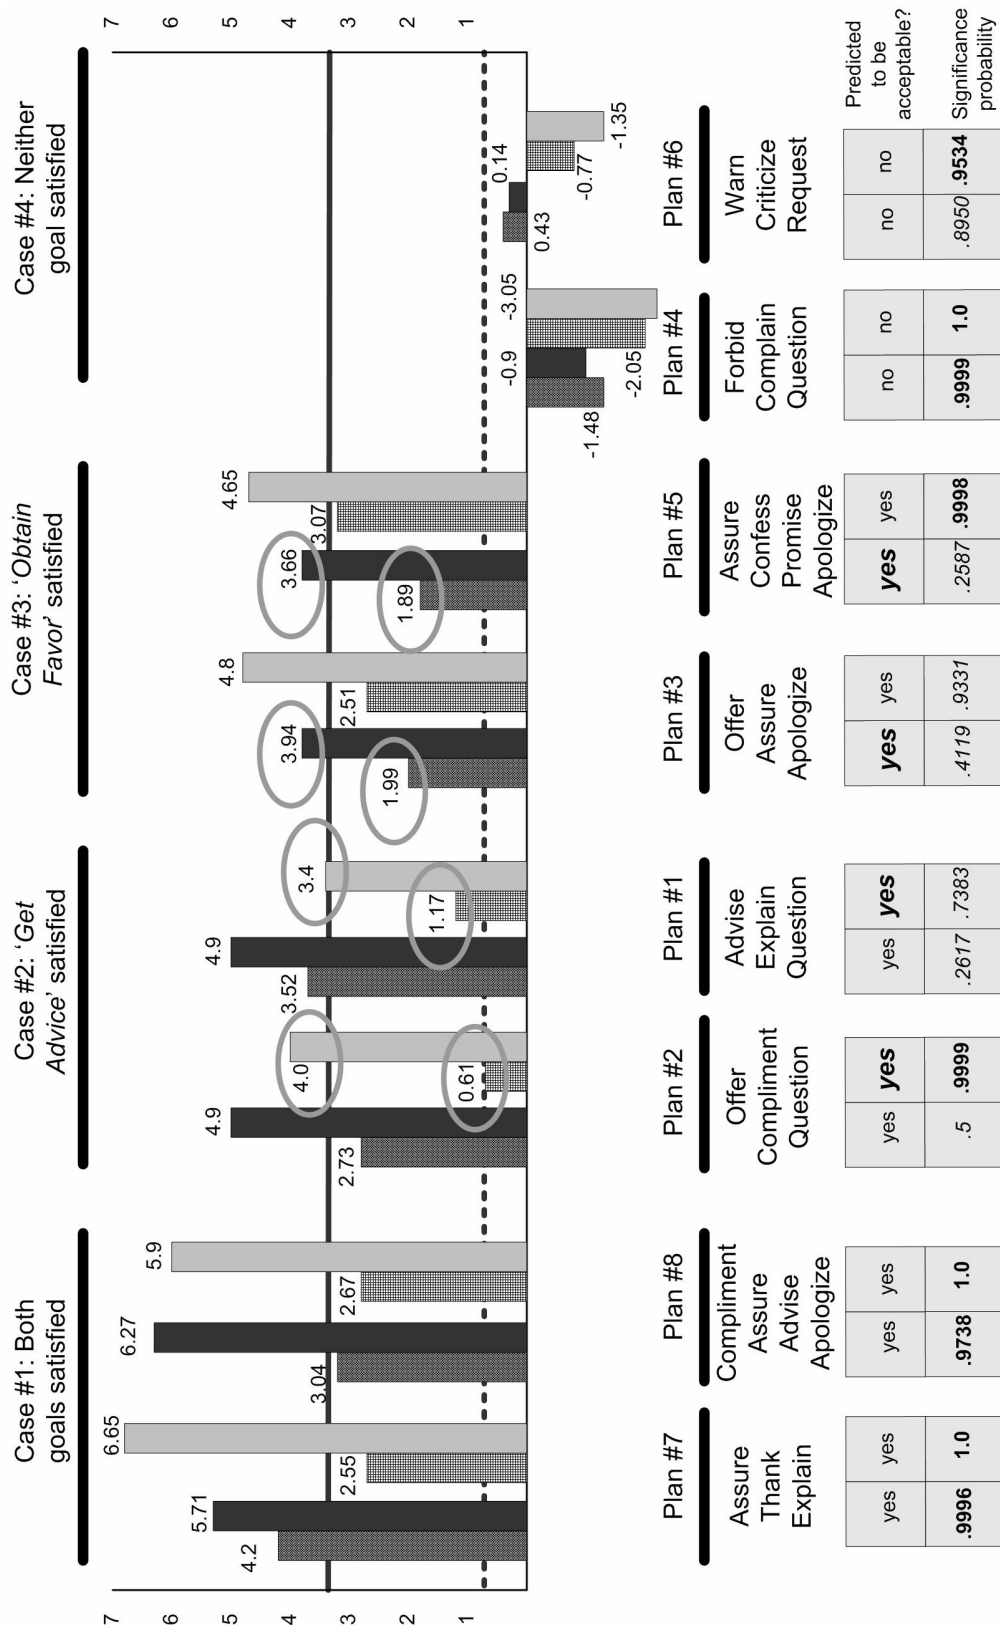 Case #1: Both
goals satisfied
Case #2: ‘Get
Advice’ satisfied
Case #3: ‘Obtain
Favor’ satisfied
Case #4: Neither
goal satisfied
7
6
5
4
3
2
1
7
6
5
4
3
2
1
4.2
5.71
2.55
6.65
3.04
6.27
2.67
5.9
2.73
4.9
0.61
4.0
3.52
4.9
1.17
3.4
1.99
3.94
2.51
4.8
1.89
3.66
3.07
4.65
-1.48
-0.9
-2.05
-3.05
0.43
0.14
-0.77
-1.35
Plan #7
Assure
Thank
Explain
Plan #8
Compliment
Assure
Advise
Apologize
Plan #2
Offer
Compliment
Question
Plan #1
Advise
Explain
Question
Plan #3
Offer
Assure
Apologize
Plan #5
Assure
Confess
Promise
Apologize
Plan #4
Forbid
Complain
Question
Plan #6
Warn
Criticize
Request
yes yes yes yes yes yes yes yes yes yes yes yes no no no no
Predicted
to be
acceptable?
.9996 1.0 .9738 1.0 .5 .9999 .2617 .7383 .4119 .9331 .2587 .9998 .9999 1.0 .8950 .9534
Significance
probability